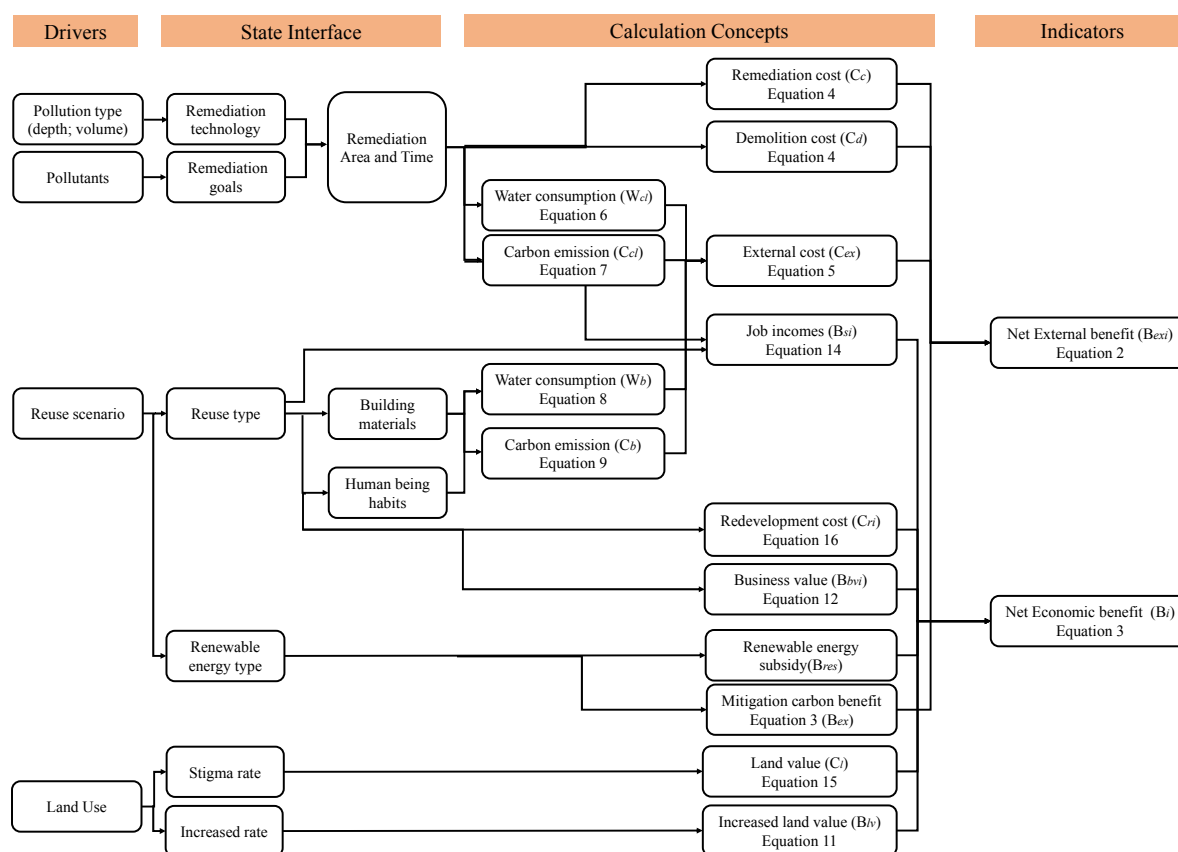 Drivers
State Interface
Calculation Concepts
Indicators
Pollution type
(depth; volume)
Remediation
technology
Pollutants
Remediation
goals
Remediation
Area and Time
Remediation cost (Cc)
Equation 4
Demolition cost (Cd)
Equation 4
Water consumption (Wcl)
Equation 6
Carbon emission (Ccl)
Equation 7
External cost (Cex)
Equation 5
Job incomes (Bsi)
Equation 14
Net External benefit (Bexi)
Equation 2
Reuse scenario
Reuse type
Building
materials
Human being
habits
Water consumption (Wb)
Equation 8
Carbon emission (Cb)
Equation 9
Redevelopment cost (Cri)
Equation 16
Business value (Bbvi)
Equation 12
Net Economic benefit (Bi)
Equation 3
Renewable
energy type
Renewable energy
subsidy(Bres)
Mitigation carbon benefit
Equation 3 (Bex)
Land Use
Stigma rate
Increased rate
Land value (Cl)
Equation 15
Increased land value (Blv)
Equation 11